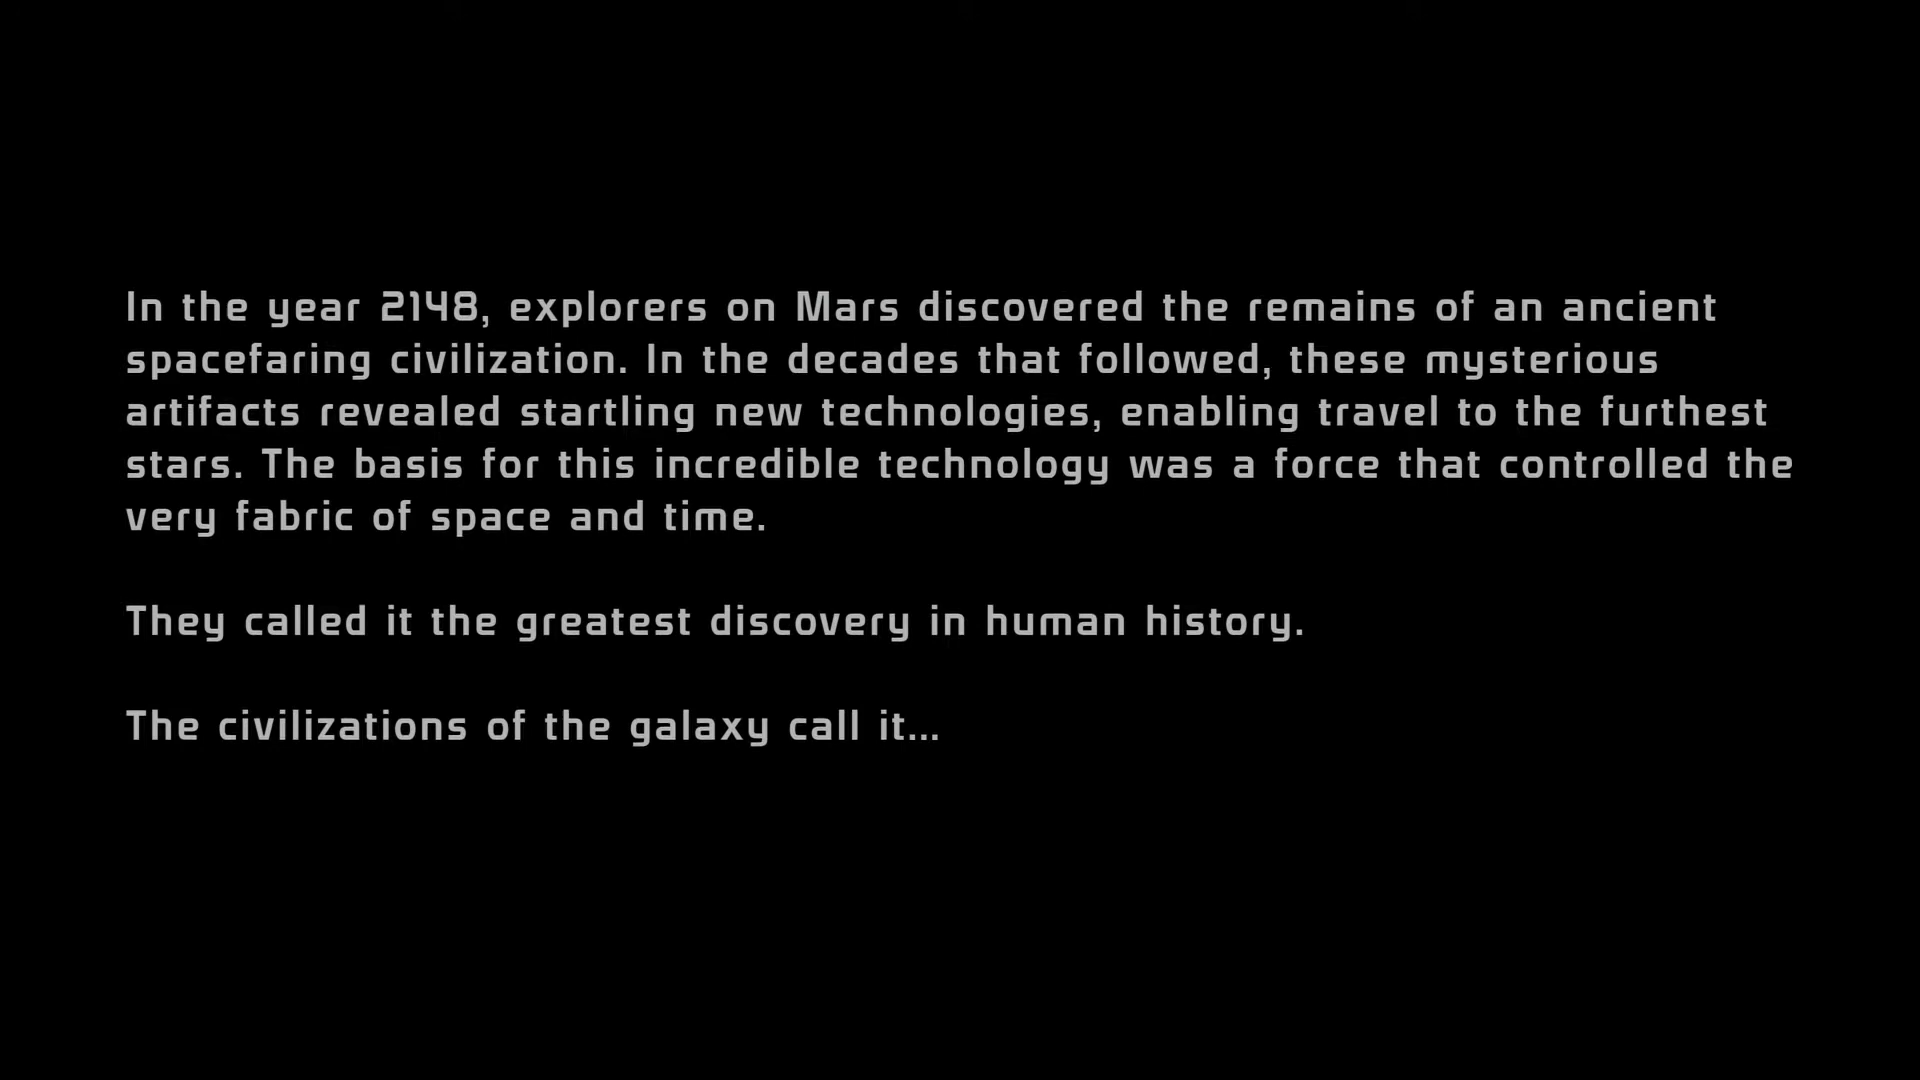 In the year 2148, explorers on Mars discovered the remains of an ancient
spacefaring civilization. In the decades that followed, these mysterious
artifacts revealed startling new technologies, enabling travel to the furthest
stars. The basis for this incredible technology was a force that controlled the
very fabric of space and time.
They called it the greatest discovery in human history.
The civilizations of the galaxy call it...